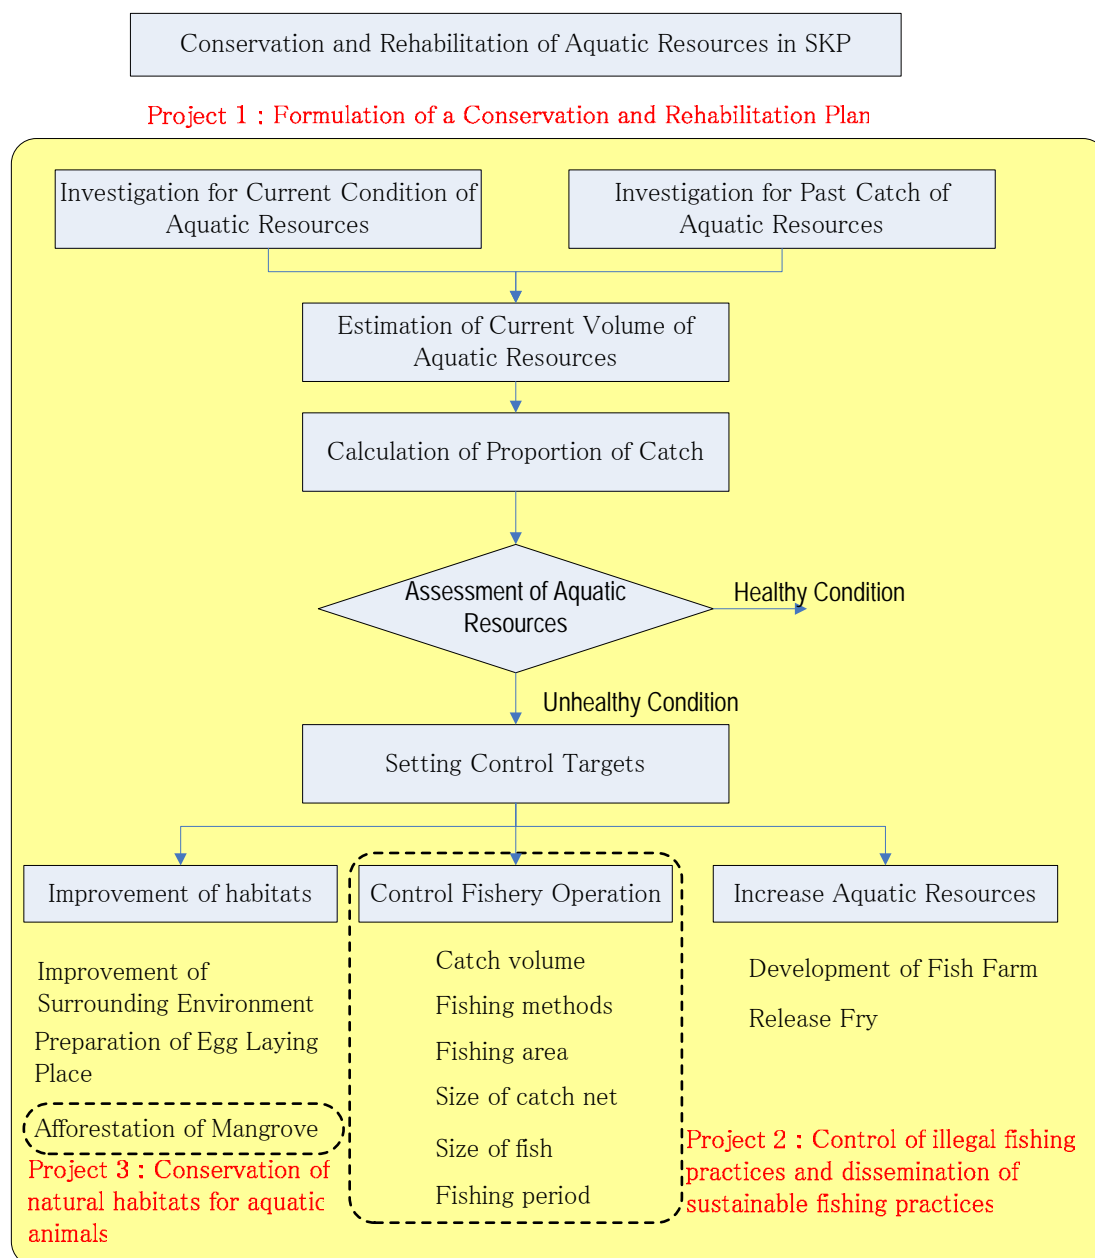 Conservation and Rehabilitation of Aquatic Resources in SKP
Project 1 : Formulation of a Conservation and Rehabilitation Plan
Investigation for Current Condition of
Aquatic Resources
Investigation for Past Catch of
Aquatic Resources
Estimation of Current Volume of
Aquatic Resources
Calculation of Proportion of Catch
Assessment of Aquatic
Resources
Healthy Condition
Unhealthy Condition
Setting Control Targets
Improvement of habitats
Improvement of
Surrounding Environment
Preparation of Egg Laying
Place
Afforestation of Mangrove
Project 3 : Conservation of
natural habitats for aquatic
animals
Control Fishery Operation
Catch volume
Fishing methods
Fishing area
Size of catch net
Size of fish
Fishing period
Increase Aquatic Resources
Development of Fish Farm
Release Fry
Project 2 : Control of illegal fishing
practices and dissemination of
sustainable fishing practices